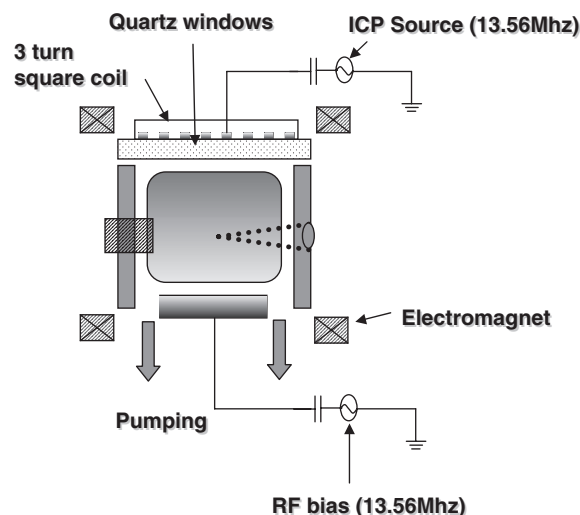 Quartz windows
ICP Source (13.56Mhz)
3 turn
square coil
Electromagnet
Pumping
RF bias (13.56Mhz)